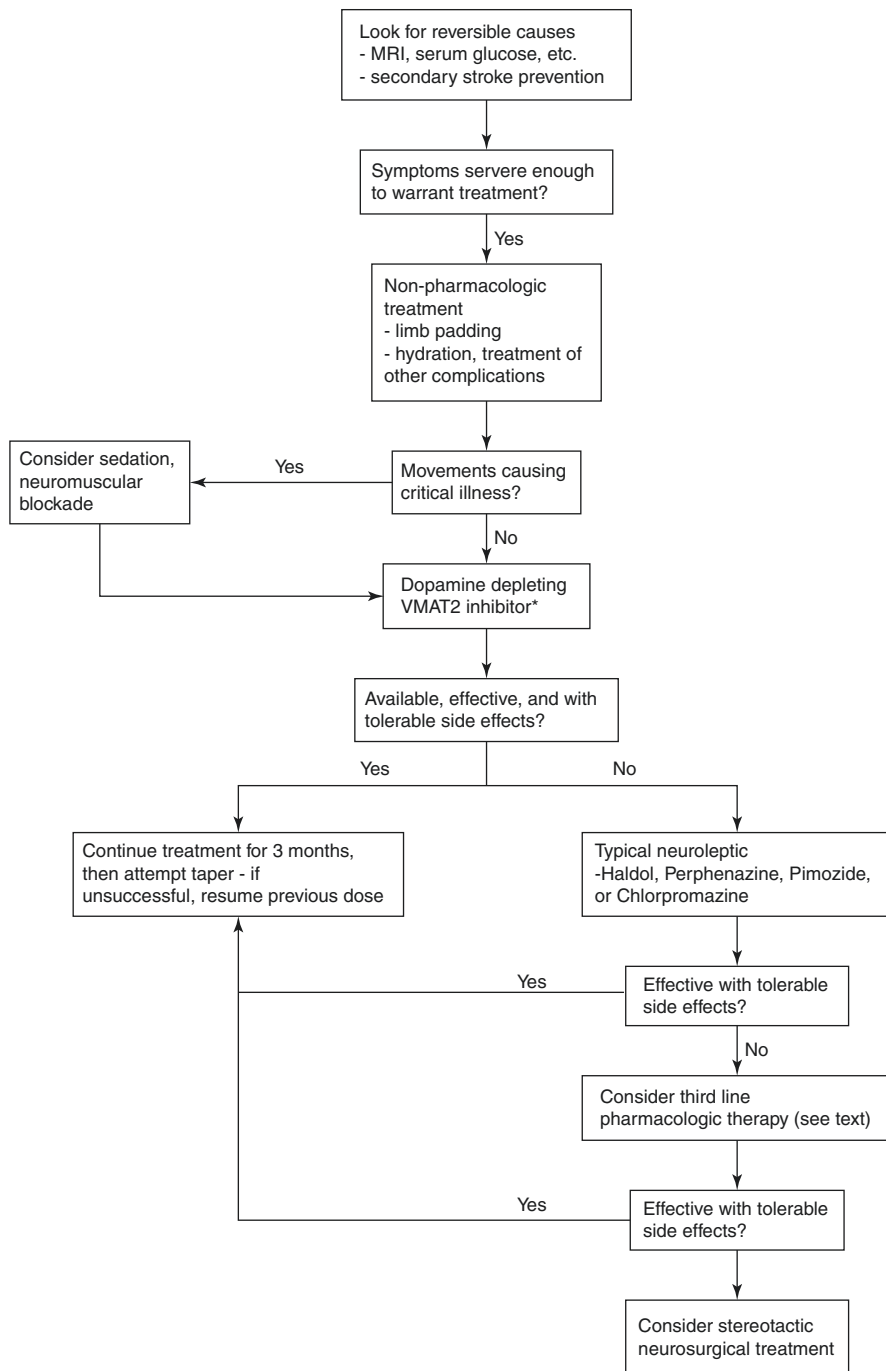 Look for reversible causes
- MRI, serum glucose, etc.
- secondary stroke prevention
Symptoms servere enough
to warrant treatment?
Yes
Non-pharmacologic
treatment
- limb padding
- hydration, treatment of
other complications
Consider sedation,
neuromuscular
blockade
Yes
Movements causing
critical illness?
No
Dopamine depleting
VMAT2 inhibitor*
Available, effective, and with
tolerable side effects?
Yes
No
Continue treatment for 3 months,
then attempt taper - if
unsuccessful, resume previous dose
Typical neuroleptic
-Haldol, Perphenazine, Pimozide,
or Chlorpromazine
Yes
Effective with tolerable
side effects?
No
Consider third line
pharmacologic therapy (see text)
Yes
Effective with tolerable
side effects?
Consider stereotactic
neurosurgical treatment